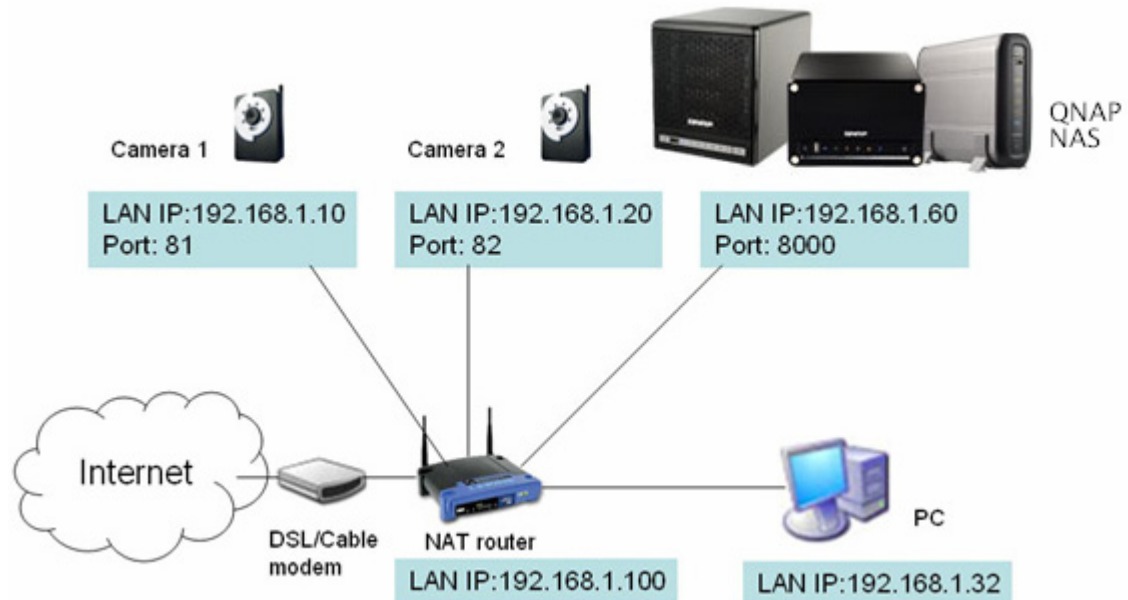 Camera 1
Camera 2
QNAP
NAS
QNAP
LAN IP:192.168.1.10
Port: 81
LAN IP:192.168.1.20
Port: 82
LAN IP:192.168.1.60
Port: 8000
Internet
DSL/Cable
modem
NAT router
PC
LAN IP:192.168.1.100
LAN IP:192.168.1.32